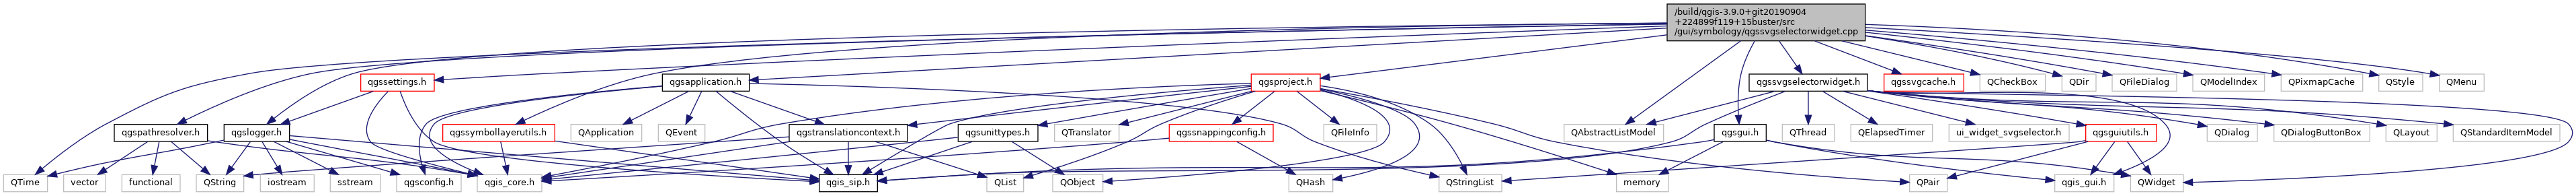 /build/qgis-3.9.0+git20190904
+224899f119+15buster/src
/gui/symbology/qgssvgselectorwidget.cpp
qgssettings.h
qgsapplication.h
qgsproject.h
qgssvgselectorwidget.h
qgssvgcache.h
QCheckBox
QDir
QFileDialog
QModelIndex
QPixmapCache
QStyle
QMenu
qgspathresolver.h
qgslogger.h
qgssymbollayerutils.h
QApplication
QEvent
qgstranslationcontext.h
qgsunittypes.h
QTranslator
qgssnappingconfig.h
QFileInfo
QAbstractListModel
qgsgui.h
QThread
QElapsedTimer
ui_widget_svgselector.h
qgsguiutils.h
QDialog
QDialogButtonBox
QLayout
QStandardItemModel
QTime
vector
functional
QString
iostream
sstream
qgsconfig.h
qgis_core.h
qgis_sip.h
QList
QObject
QHash
QStringList
memory
QPair
qgis_gui.h
QWidget